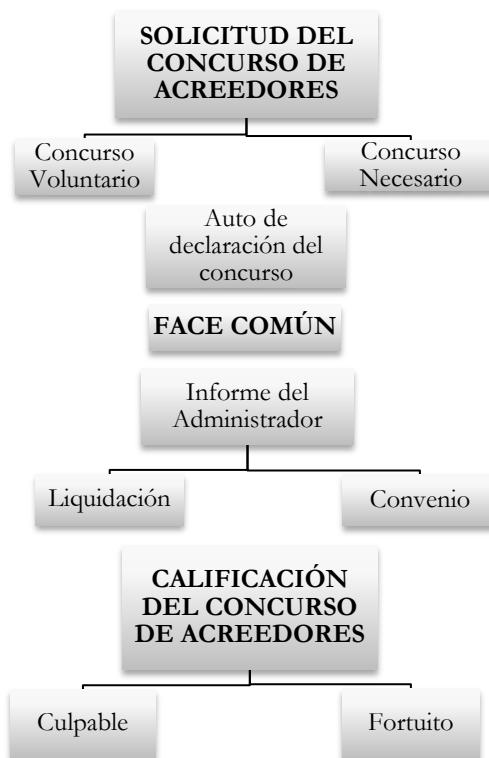 SOLICITUD DEL
CONCURSO DE
ACREEDORES
Concurso
Voluntario
Concurso
Necesario
Auto de
declaración del
concurso
FACE COMÚN
Informe del
Administrador
Liquidación
Convenio
CALIFICACIÓN
DEL CONCURSO
DE ACREEDORES
Culpable
Fortuito